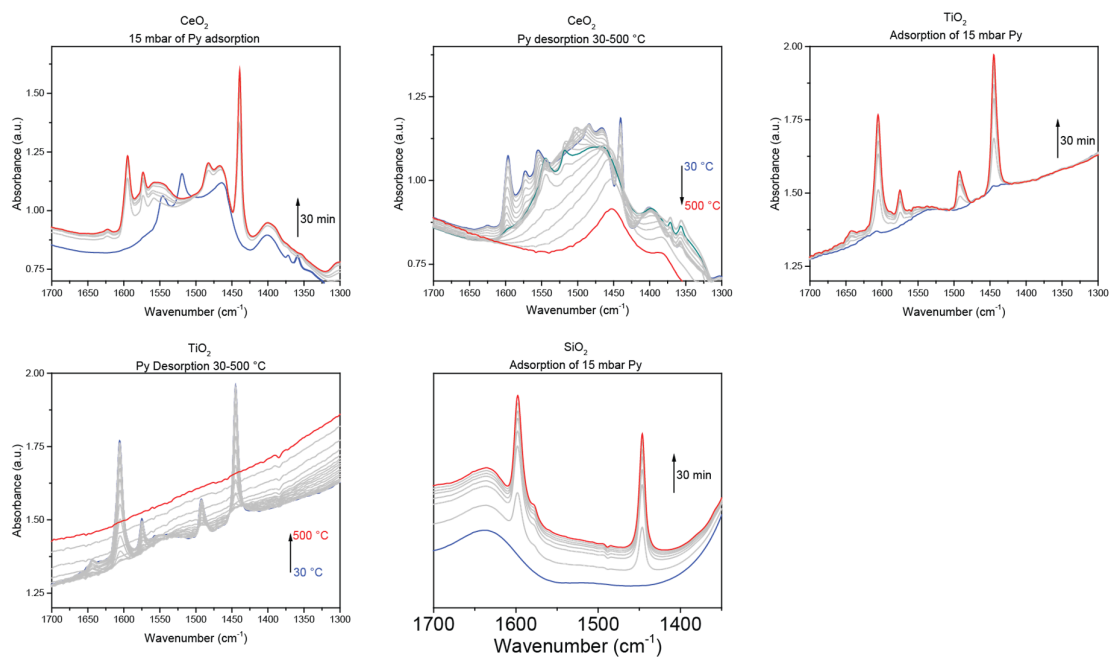 CeO2
15 mbar of Py adsorption
Absorbance (a.u.)
1.50
1.25
1.00
0.75
30 min
1700 1650 1600 1550 1500 1450 1400 1350 1300
Wavenumber (cm-1)
CeO2
Py desorption 30-500 °C
Absorbance (a.u.)
1.25
1.00
0.75
30 °C
500 °C
1700 1650 1600 1550 1500 1450 1400 1350 1300
Wavenumber (cm-1)
TiO2
Adsorption of 15 mbar Py
Absorbance (a.u.)
2.00
1.75
1.50
1.25
30 min
1700 1650 1600 1550 1500 1450 1400 1350 1300
Wavenumber (cm-1)
TiO2
Py Desorption 30-500 °C
Absorbance (a.u.)
2.00
1.75
1.50
1.25
500 °C
30 °C
1700 1650 1600 1550 1500 1450 1400 1350 1300
Wavenumber (cm-1)
SiO2
Adsorption of 15 mbar Py
Absorbance (a.u.)
30 min
1700 1600 1500 1400
Wavenumber (cm-1)